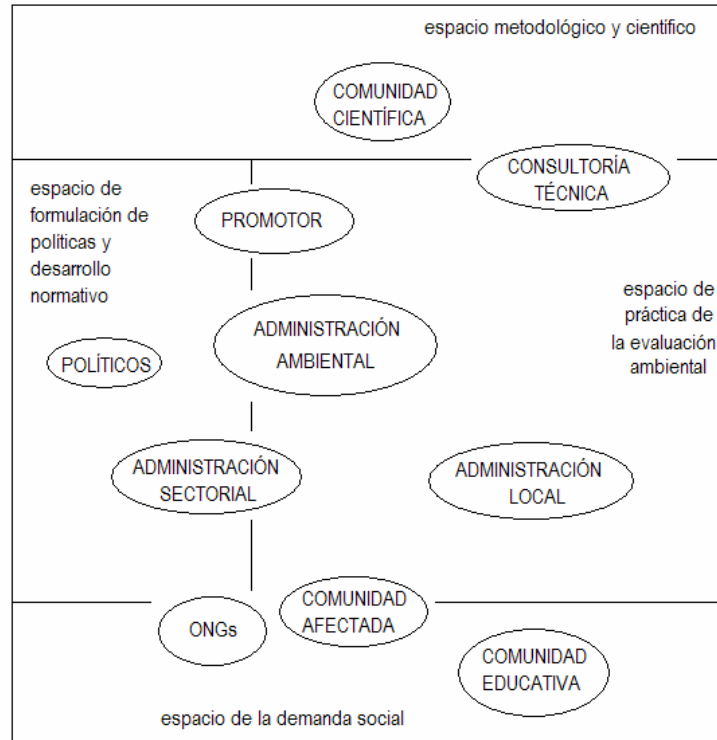 espacio metodológico y científico
COMUNIDAD
CIENTÍFICA
CONSULTORÍA
TÉCNICA
espacio de
formulación de
políticas y
desarrollo
normativo
PROMOTOR
espacio de
práctica de
la evaluación
ambiental
ADMINISTRACIÓN
AMBIENTAL
POLÍTICOS
ADMINISTRACIÓN
SECTORIAL
ADMINISTRACIÓN
LOCAL
ONGs
COMUNIDAD
AFECTADA
COMUNIDAD
EDUCATIVA
espacio de la demanda social